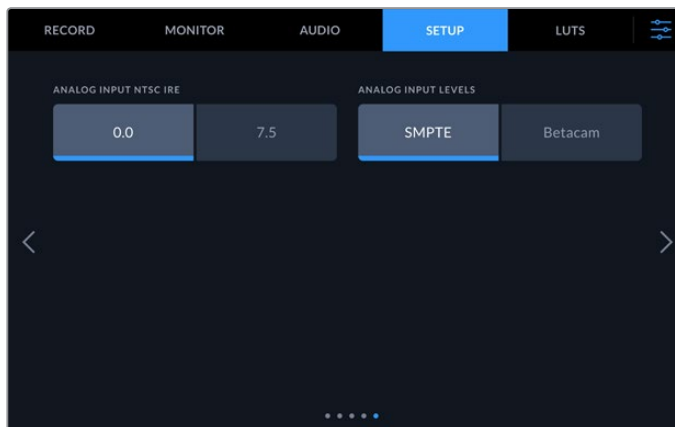 RECORD MONITOR AUDIO SETUP LUTS
ANALOG INPUT NTSC IRE ANALOG INPUT LEVELS
0.0 7.5 SMPTE Betacam